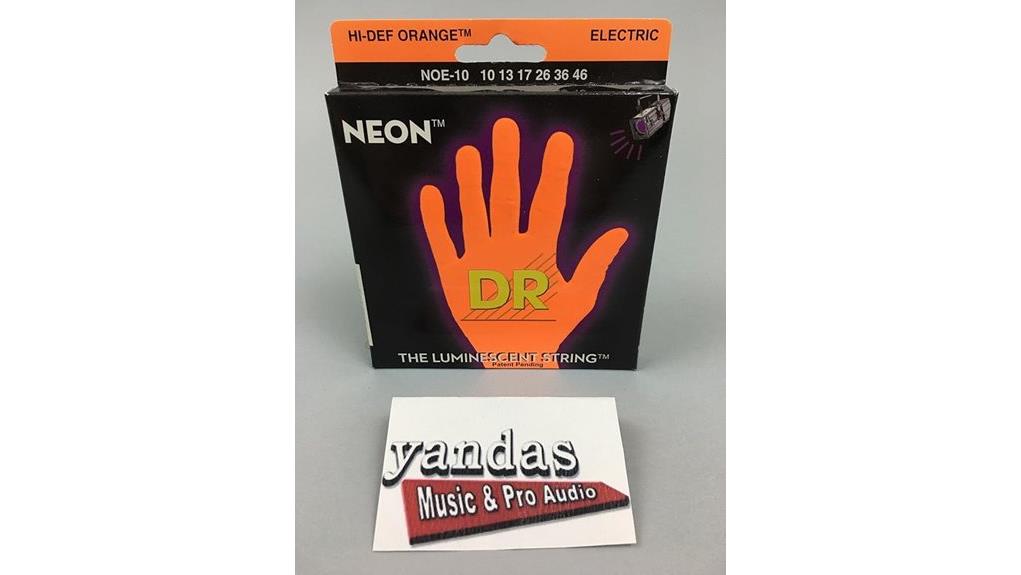 HI-DEF ORANGE™ ELECTRIC
NOE-10 10 13 17 26 36 46
NEON™
DR
THE LUMINESCENT STRING™
Patent Pending
yandas
Music & Pro Audio